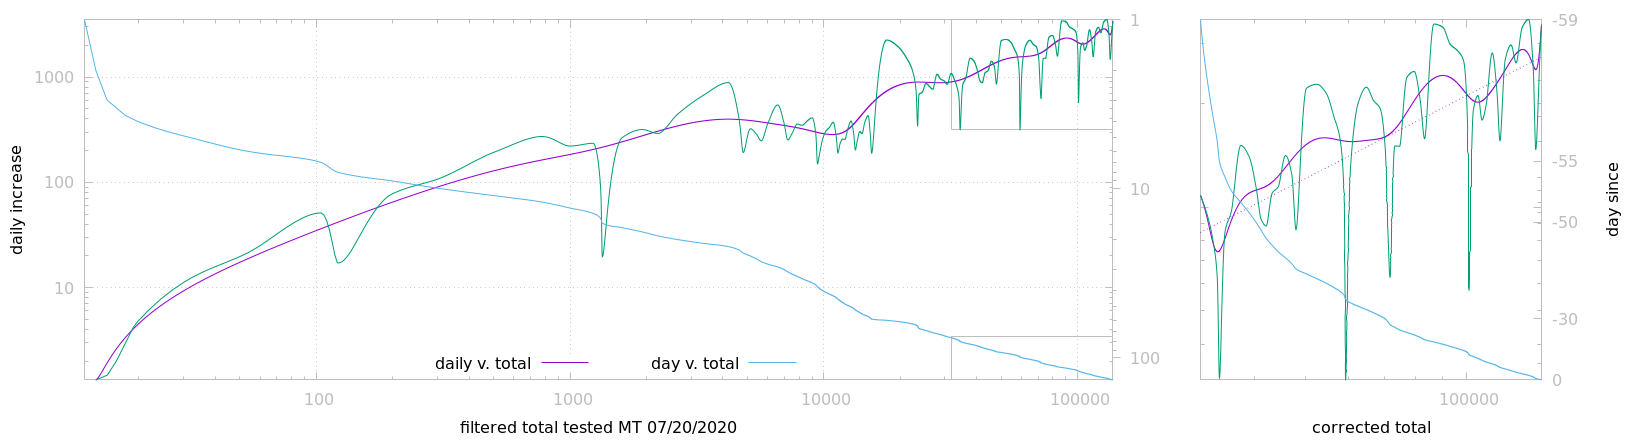 1
-59
1000
daily increase
-55
day since
100
10
-50
10
-30
daily v. total
day v. total
100
0
100
1000
10000
100000
100000
filtered total tested MT 07/20/2020
corrected total